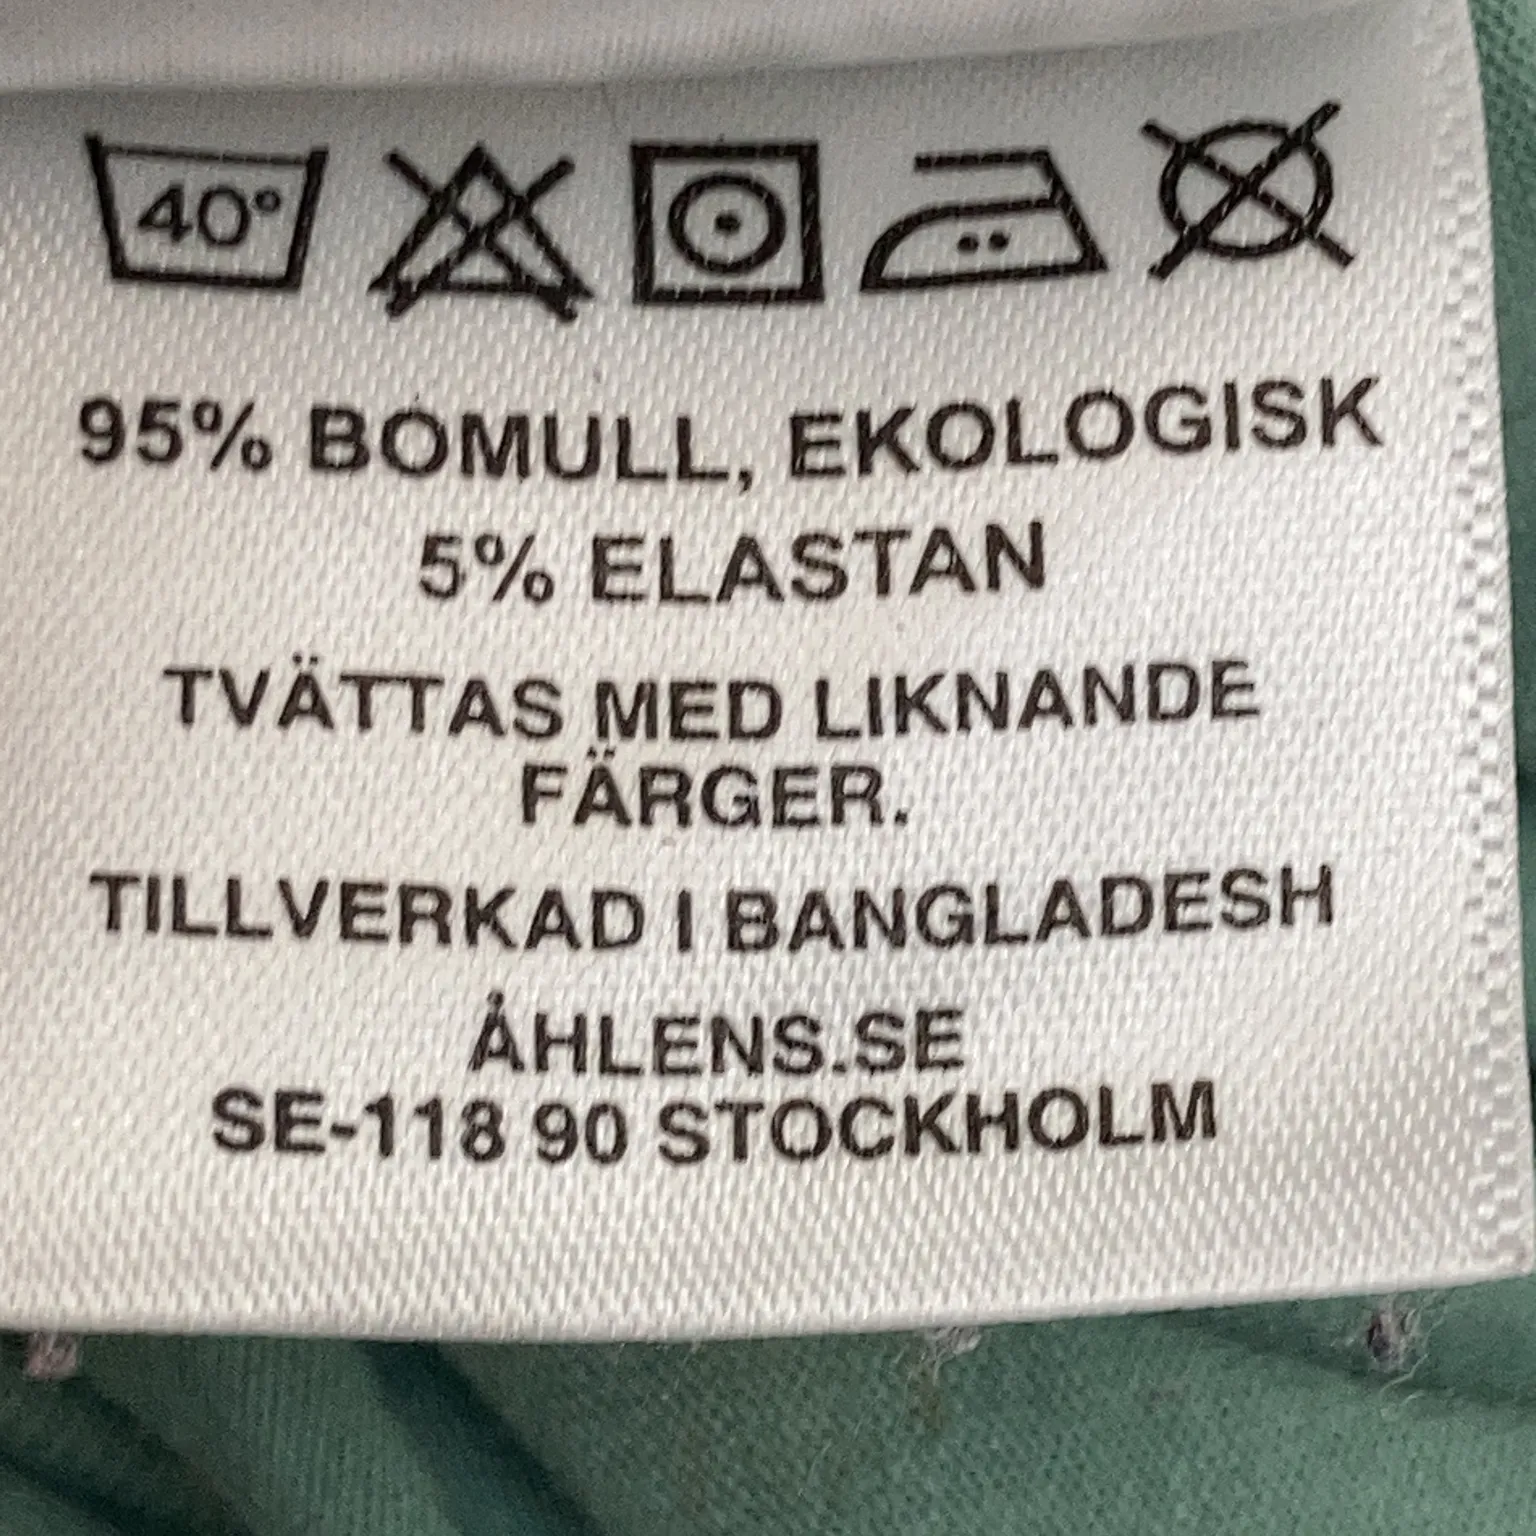 40°
95% BOMULL, EKOLOGISK
5% ELASTAN
TVÄTTAS MED LIKNANDE
FÄRGER.
TILLVERKAD I BANGLADESH
ÅHLENS.SE
SE-118 90 STOCKHOLM